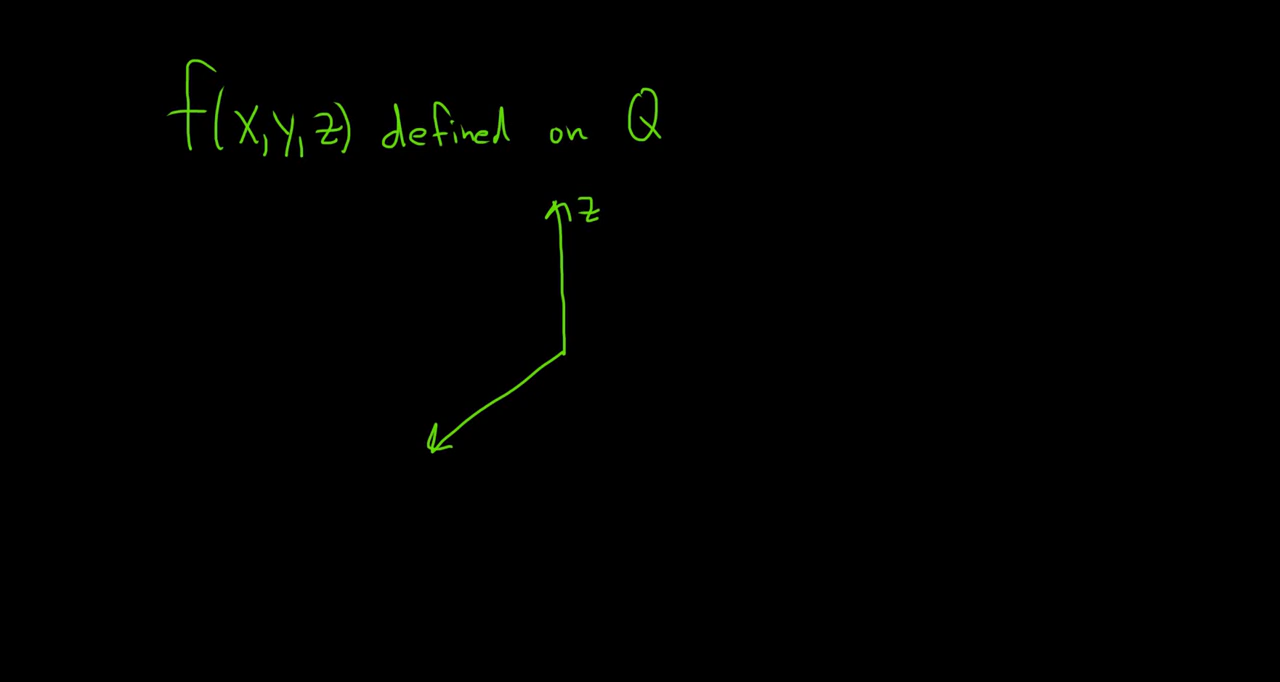 f(x,y,z) defined on Q
z